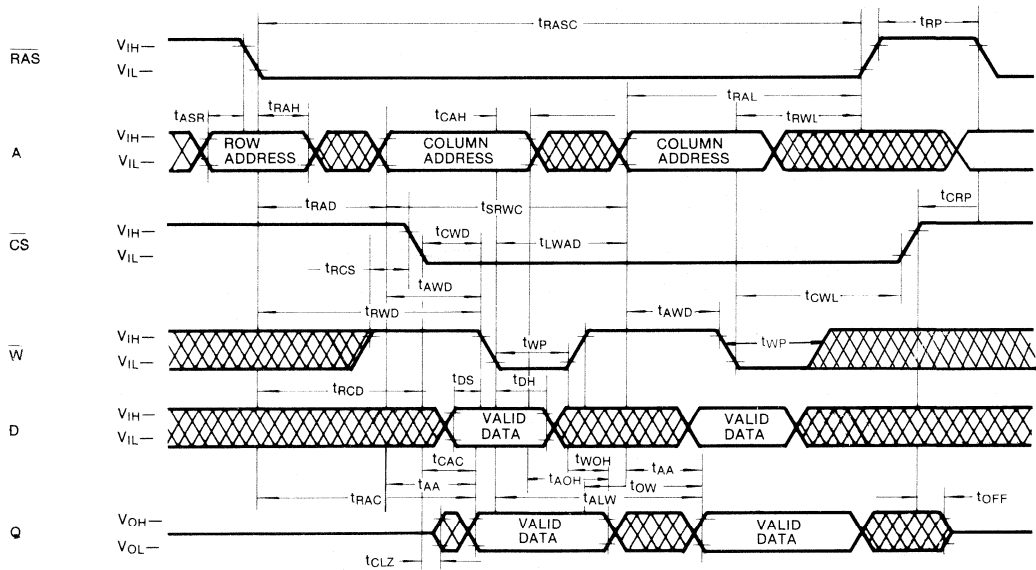 tRASC
tRP
RAS
VIH
VIL
tRAL
tASR
tRAH
tCAH
tRWL
A
VIH
VIL
ROW
ADDRESS
COLUMN
ADDRESS
COLUMN
ADDRESS
tRAD
tSRWC
tCRP
CS
VIH
VIL
tCWD
tLWAD
tRCS
tAWD
tCWL
tRWD
tAWD
W
VIH
VIL
tWP
tWP
tRCD
tDS
tDH
D
VIH
VIL
VALID
DATA
VALID
DATA
tCAC
tWOH
tAA
tAA
tAOH
tOW
tRAC
tALW
tOFF
Q
VOH
VOL
VALID
DATA
VALID
DATA
tCLZ